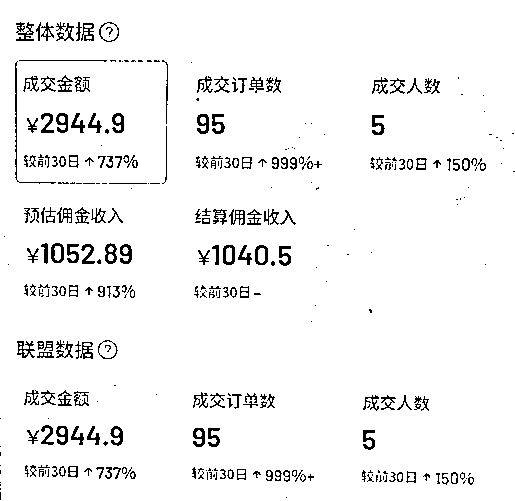 整体数据?
成交金额 成交订单数 成交人数
¥2944.9 95 5
较前30日↑737% 较前30日↑999%+ 较前30日↑150%
预估佣金收入 结算佣金收入
¥1052.89 ¥1040.5
较前30日↑913% 较前30日-
联盟数据?
成交金额 成交订单数 成交人数
¥2944.9 95 5
较前30日↑737% 较前30日↑999%+ 较前30日↑150%